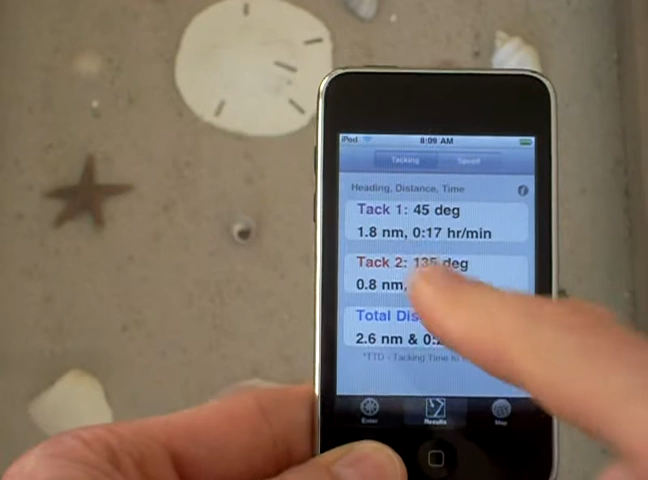 iPod 8:09 AM
Tacking Speed
Heading, Distance, Time
Tack 1: 45 deg
1.8 nm, 0:17 hr/min
Tack 2: 135 deg
0.8 nm,
Total Dis
2.6 nm & 0:2
*TTD - Tacking Time to
Enter Results Map